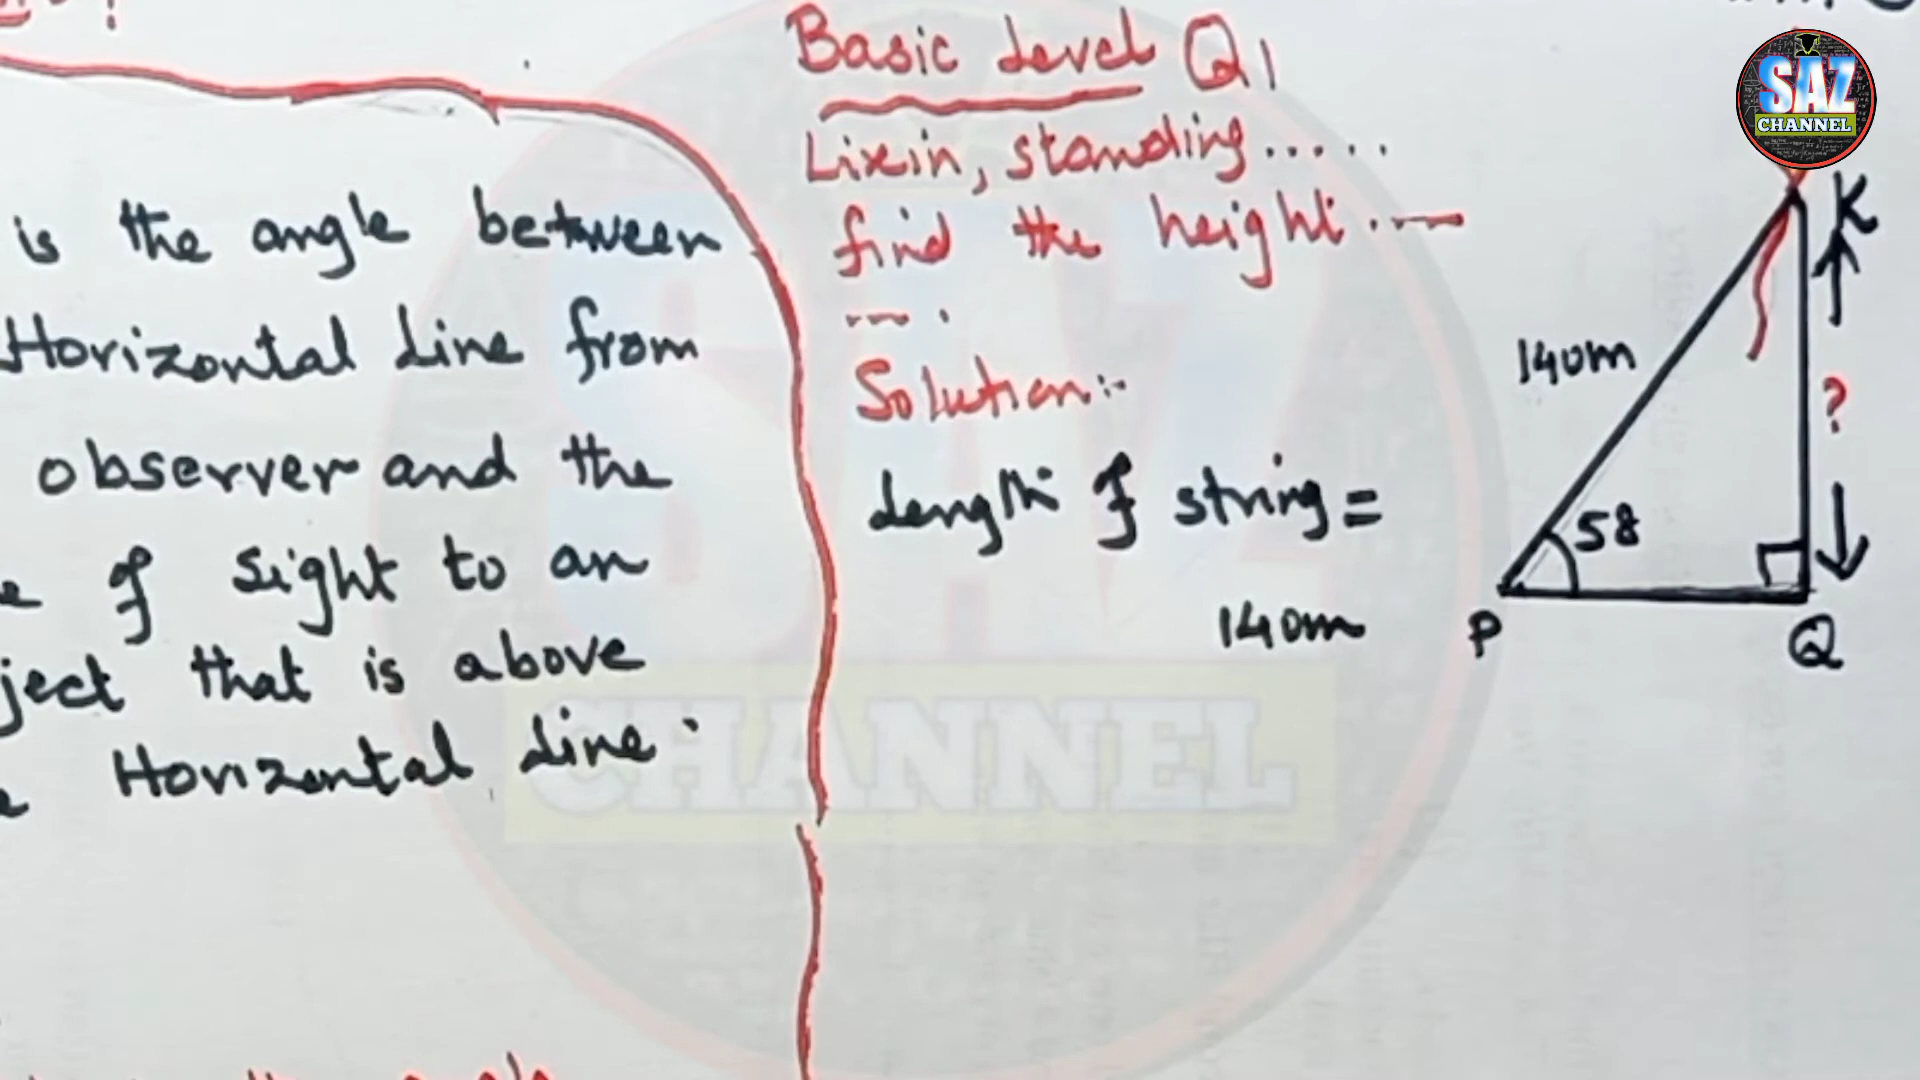 is the angle between
Horizontal Line from
observer and the
of sight to an
ject that is above
Horizontal Line.
Basic Level Q1
Lixin, standing.....
find the height.---
---.
Solution:-
Length of string =
140m
SAZ
CHANNEL
K
140m
?
58
P
Q
SAZ
CHANNEL